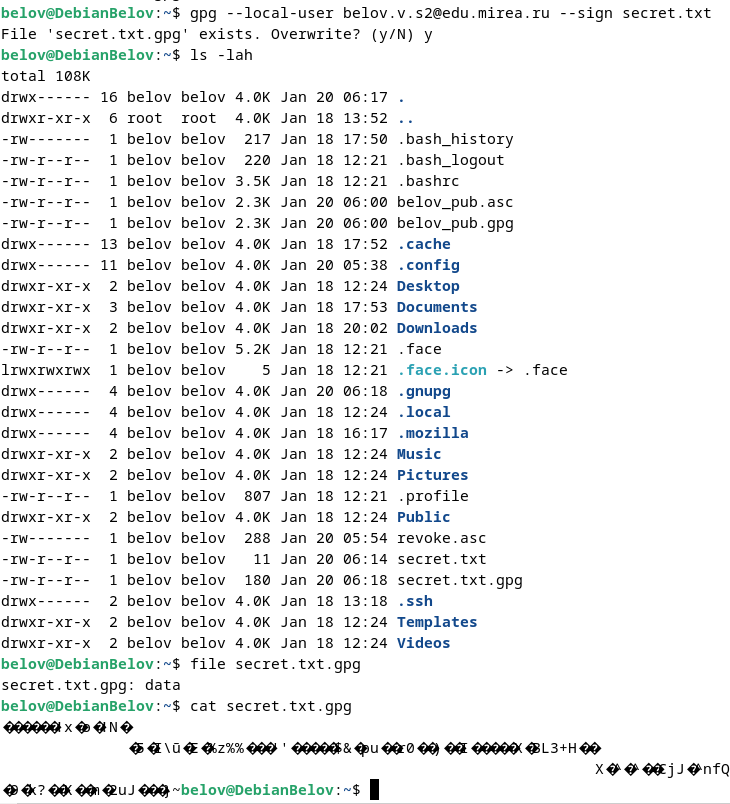 belov@DebianBelov:~$ gpg --local-user belov.v.s2@edu.mirea.ru --sign secret.txt
File 'secret.txt.gpg' exists. Overwrite? (y/N) y
belov@DebianBelov:~$ ls -lah
total 108K
drwx------ 16 belov belov 4.0K Jan 20 06:17 .
drwxr-xr-x  6 root  root  4.0K Jan 18 13:52 ..
-rw-------  1 belov belov  217 Jan 18 17:50 .bash_history
-rw-r--r--  1 belov belov  220 Jan 18 12:21 .bash_logout
-rw-r--r--  1 belov belov 3.5K Jan 18 12:21 .bashrc
-rw-r--r--  1 belov belov 2.3K Jan 20 06:00 belov_pub.asc
-rw-r--r--  1 belov belov 2.3K Jan 20 06:00 belov_pub.gpg
drwx------ 13 belov belov 4.0K Jan 18 17:52 .cache
drwx------ 11 belov belov 4.0K Jan 20 05:38 .config
drwxr-xr-x  2 belov belov 4.0K Jan 18 12:24 Desktop
drwxr-xr-x  3 belov belov 4.0K Jan 18 17:53 Documents
drwxr-xr-x  2 belov belov 4.0K Jan 18 20:02 Downloads
-rw-r--r--  1 belov belov 5.2K Jan 18 12:21 .face
lrwxrwxrwx  1 belov belov    5 Jan 18 12:21 .face.icon -> .face
drwx------  4 belov belov 4.0K Jan 20 06:18 .gnupg
drwx------  4 belov belov 4.0K Jan 18 12:24 .local
drwx------  4 belov belov 4.0K Jan 18 16:17 .mozilla
drwxr-xr-x  2 belov belov 4.0K Jan 18 12:24 Music
drwxr-xr-x  2 belov belov 4.0K Jan 18 12:24 Pictures
-rw-r--r--  1 belov belov  807 Jan 18 12:21 .profile
drwxr-xr-x  2 belov belov 4.0K Jan 18 12:24 Public
-rw-------  1 belov belov  288 Jan 20 05:54 revoke.asc
-rw-r--r--  1 belov belov   11 Jan 20 06:14 secret.txt
-rw-r--r--  1 belov belov  180 Jan 20 06:18 secret.txt.gpg
drwx------  2 belov belov 4.0K Jan 18 13:18 .ssh
drwxr-xr-x  2 belov belov 4.0K Jan 18 12:24 Templates
drwxr-xr-x  2 belov belov 4.0K Jan 18 12:24 Videos
belov@DebianBelov:~$ file secret.txt.gpg
secret.txt.gpg: data
belov@DebianBelov:~$ cat secret.txt.gpg
belov@DebianBelov:~$